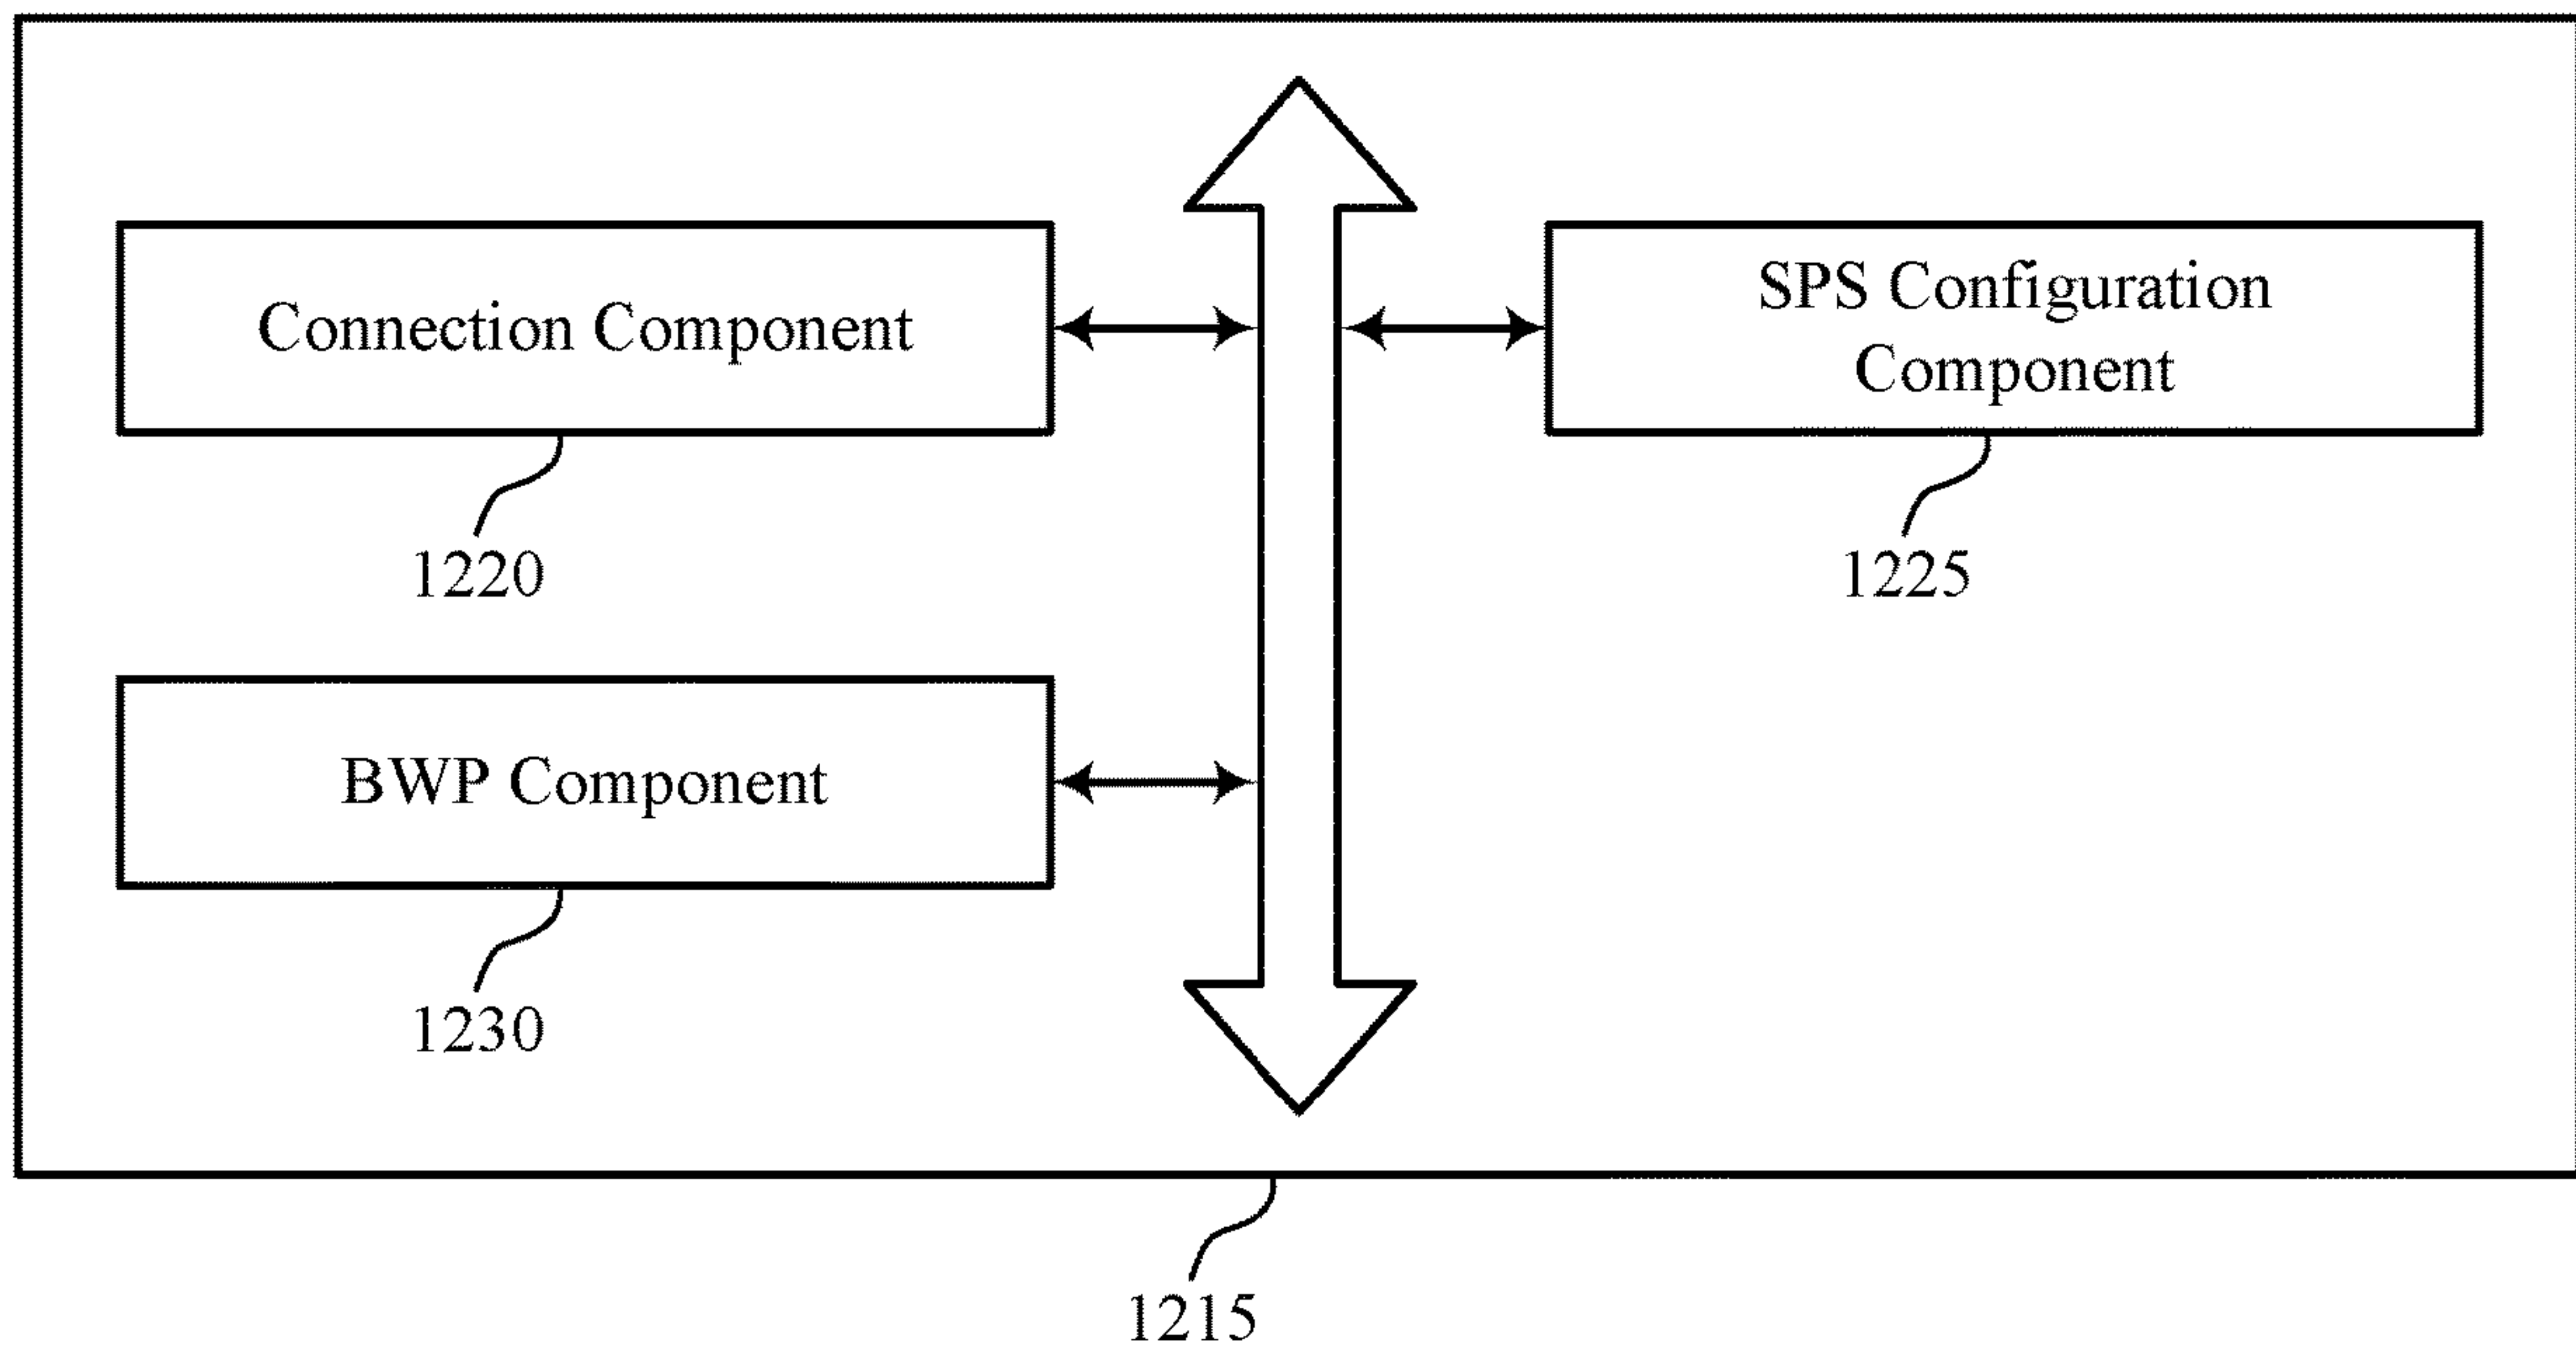 Connection Component
SPS Configuration
Component
1220
1225
BWP Component
1230
1215